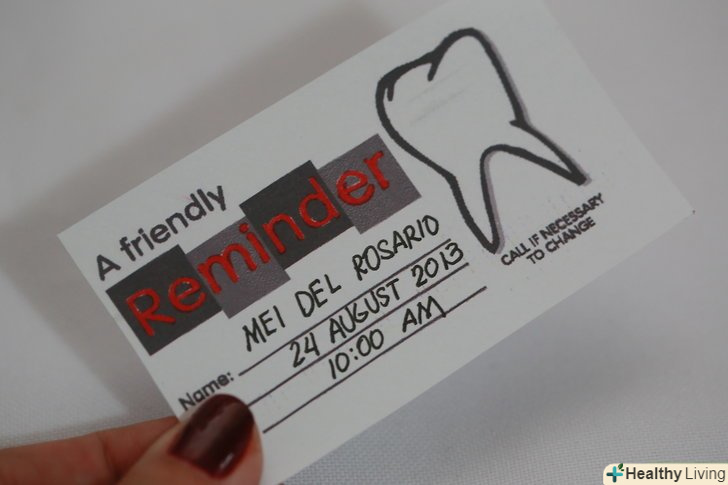 A friendly
Reminder
CALL IF NECESSARY
TO CHANGE
Name: MEI DEL ROSARIO
24 AUGUST 2013
10:00 AM
Healthy Living